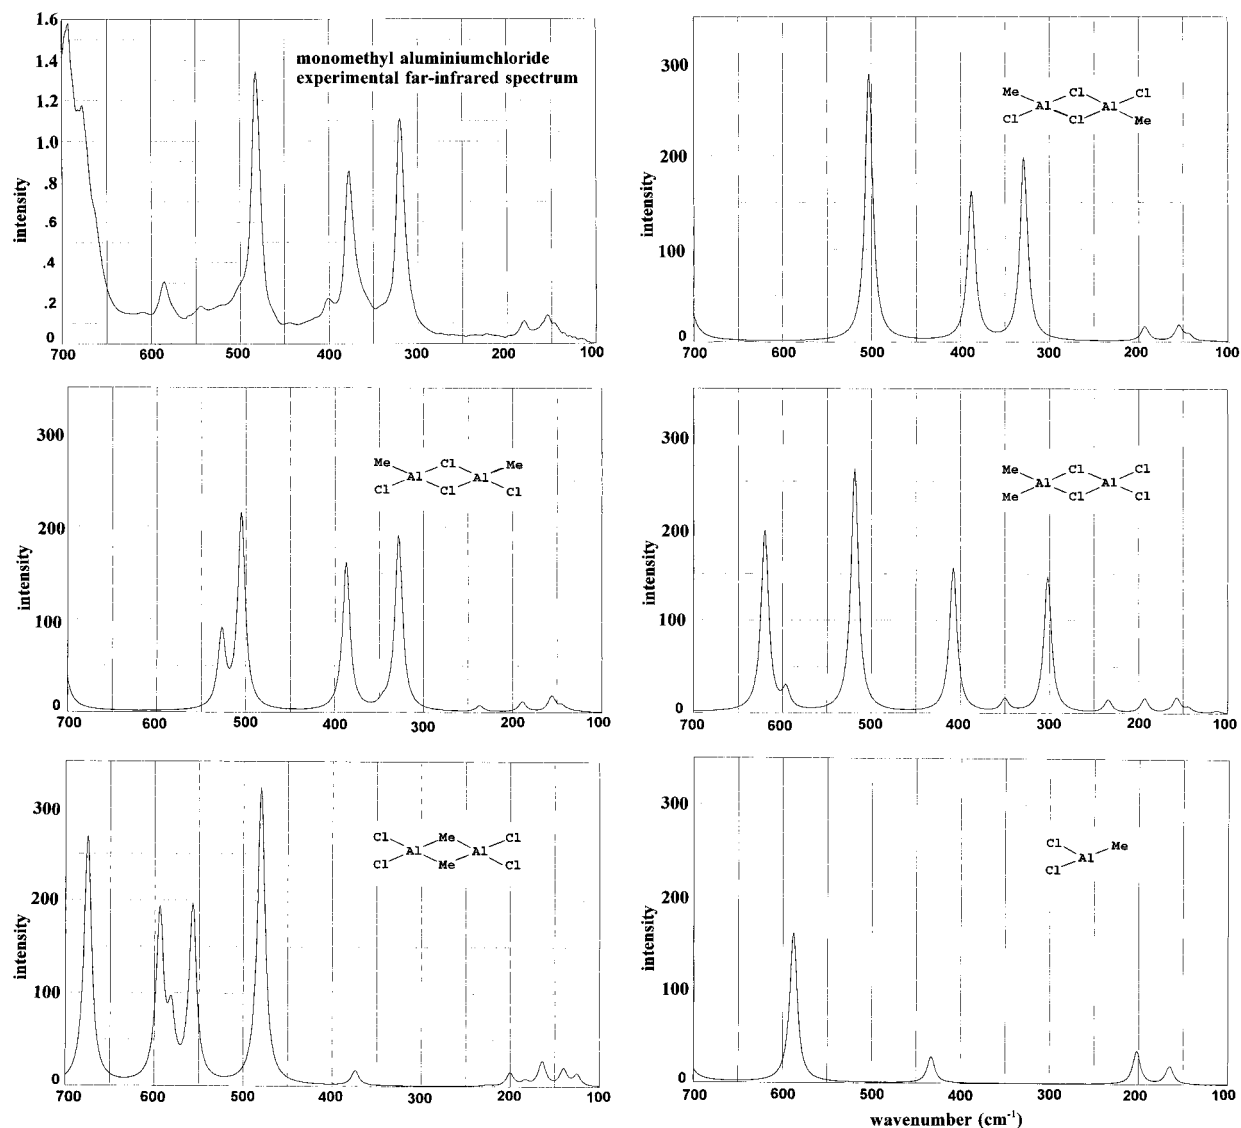 1.6
1.4
1.2
1.0
.8
.6
.4
.2
0
intensity
monomethyl aluminiumchloride
experimental far-infrared spectrum
700 600 500 400 300 200 100
300
200
100
0
intensity
Me Cl Cl
Al Al
Cl Cl Me
700 600 500 400 300 200 100
300
200
100
0
intensity
Me Cl Me
Al Al
Cl Cl Cl
700 600 500 400 300 200 100
300
200
100
0
intensity
Me Cl Cl
Al Al
Me Cl Cl
700 600 500 400 300 200 100
300
200
100
0
intensity
Cl Me Cl
Al Al
Cl Me Cl
700 600 500 400 300 200 100
300
200
100
0
intensity
Cl Me
Al
Cl
700 600 500 400 300 200 100
wavenumber (cm⁻¹)